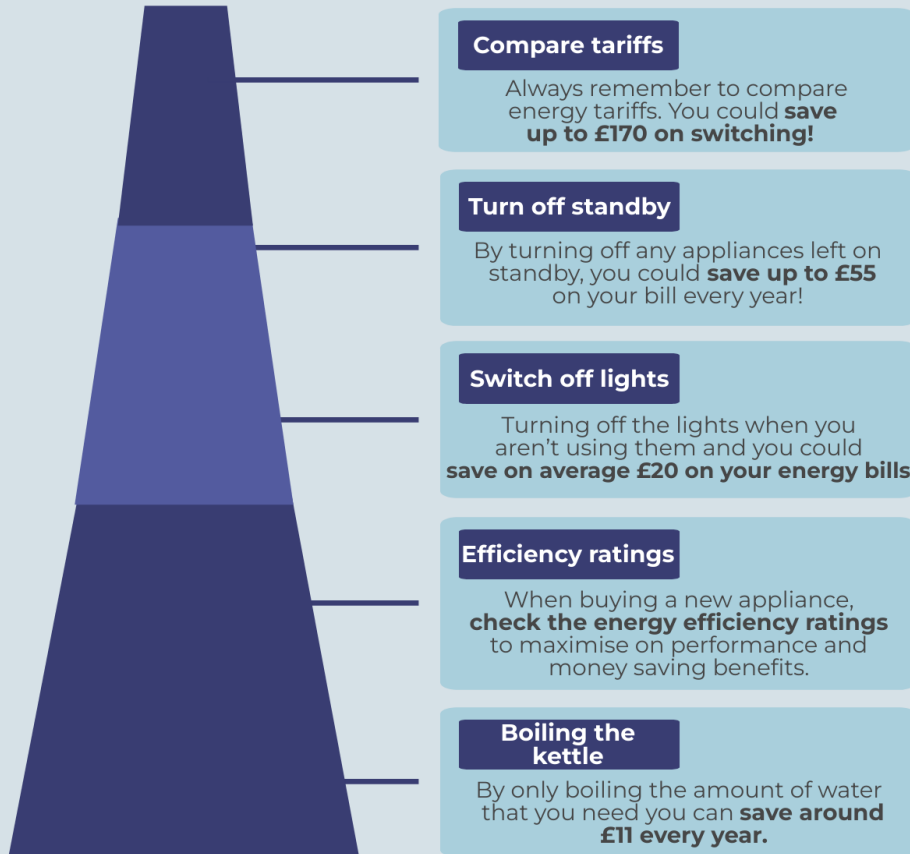 Compare tariffs
Always remember to compare
energy tariffs. You could save
up to £170 on switching!
Turn off standby
By turning off any appliances left on
standby, you could save up to £55
on your bill every year!
Switch off lights
Turning off the lights when you
aren’t using them and you could
save on average £20 on your energy bills
Efficiency ratings
When buying a new appliance,
check the energy efficiency ratings
to maximise on performance and
money saving benefits.
Boiling the
kettle
By only boiling the amount of water
that you need you can save around
£11 every year.